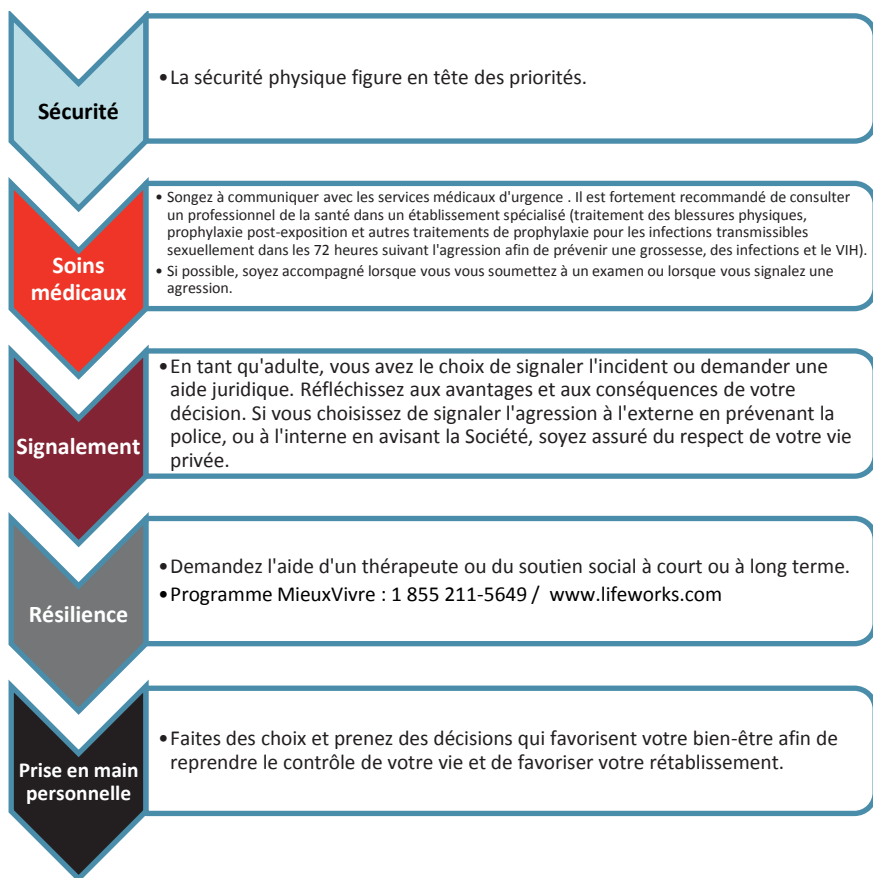 Sécurité
•La sécurité physique figure en tête des priorités.
Soins
médicaux
• Songez à communiquer avec les services médicaux d'urgence . Il est fortement recommandé de consulter
un professionnel de la santé dans un établissement spécialisé (traitement des blessures physiques,
prophylaxie post-exposition et autres traitements de prophylaxie pour les infections transmissibles
sexuellement dans les 72 heures suivant l'agression afin de prévenir une grossesse, des infections et le VIH).
• Si possible, soyez accompagné lorsque vous vous soumettez à un examen ou lorsque vous signalez une
agression.
Signalement
•En tant qu'adulte, vous avez le choix de signaler l'incident ou demander une
aide juridique. Réfléchissez aux avantages et aux conséquences de votre
décision. Si vous choisissez de signaler l'agression à l'externe en prévenant la
police, ou à l'interne en avisant la Société, soyez assuré du respect de votre vie
privée.
Résilience
•Demandez l'aide d'un thérapeute ou du soutien social à court ou à long terme.
•Programme MieuxVivre : 1 855 211-5649 / www.lifeworks.com
Prise en main
personnelle
•Faites des choix et prenez des décisions qui favorisent votre bien-être afin de
reprendre le contrôle de votre vie et de favoriser votre rétablissement.